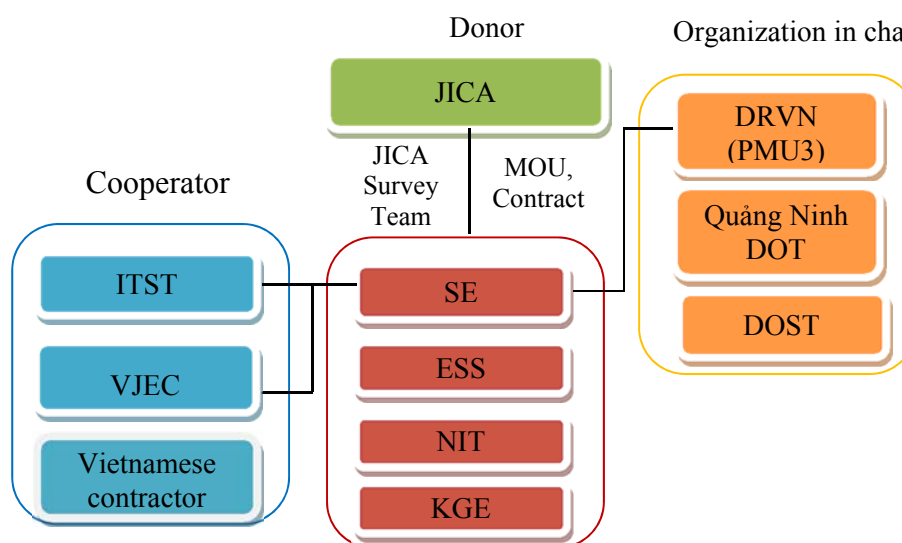 Donor
Organization in cha
JICA
DRVN
(PMU3)
JICA
Survey
Team
MOU,
Contract
Cooperator
Quảng Ninh
DOT
ITST
SE
DOST
VJEC
ESS
Vietnamese
contractor
NIT
KGE